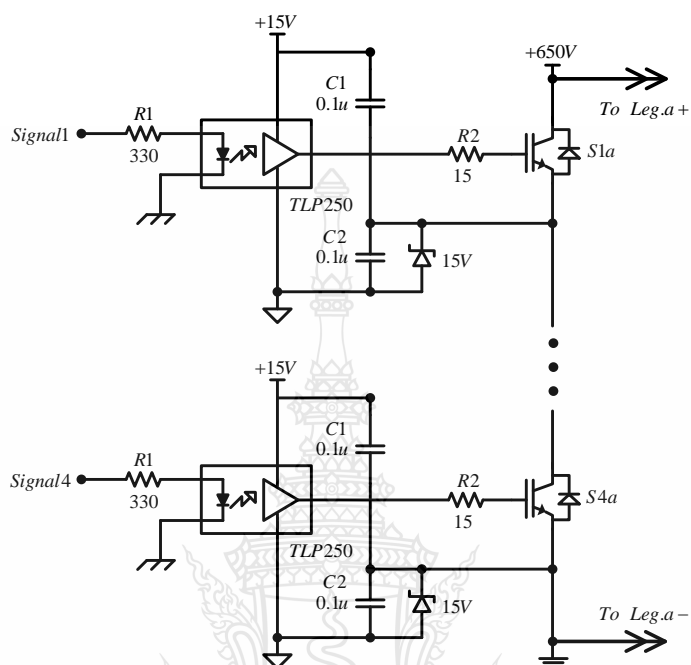 +15V
+650V
C1
0.1u
To Leg.a+
R1
R2
Signal1
S1a
330
15
TLP250
C2
0.1u
15V
+15V
C1
0.1u
R1
R2
Signal4
S4a
330
15
TLP250
C2
0.1u
15V
To Leg.a−